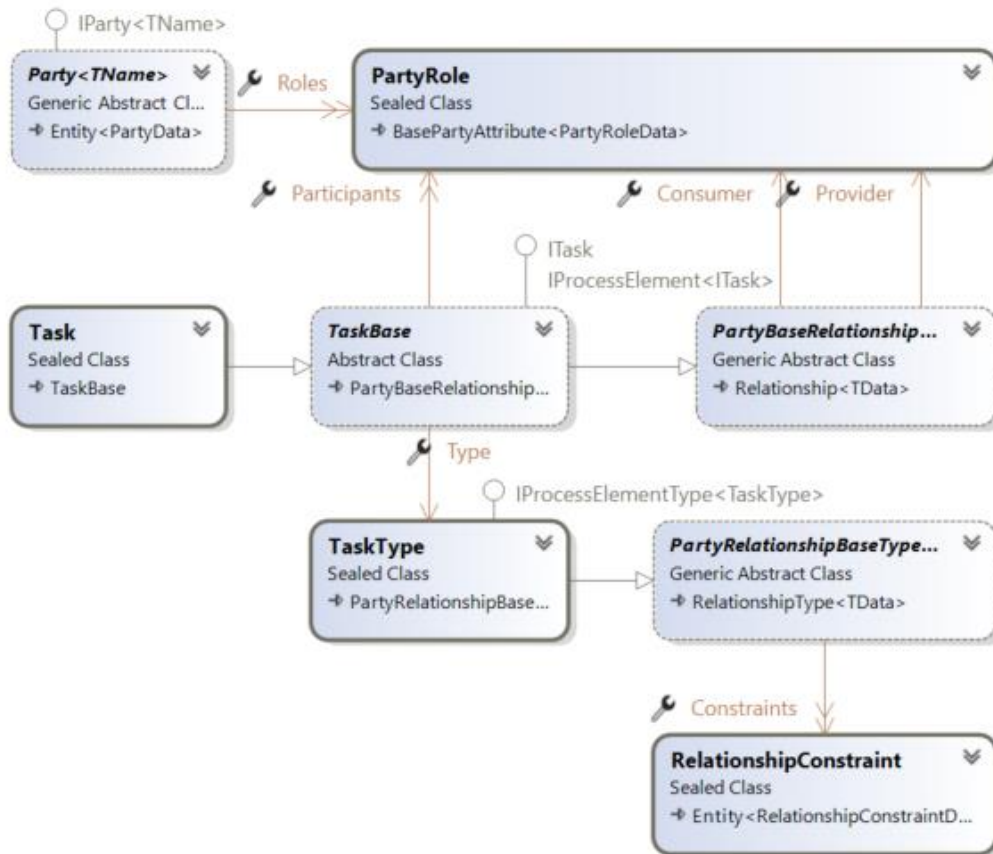 IParty<TName>
Party<TName>
Generic Abstract Cl...
Entity<PartyData>
Roles
PartyRole
Sealed Class
BasePartyAttribute<PartyRoleData>
Participants
Consumer
Provider
ITask
IProcessElement<ITask>
Task
Sealed Class
TaskBase
TaskBase
Abstract Class
PartyBaseRelationship...
PartyBaseRelationship...
Generic Abstract Class
Relationship<TData>
Type
IProcessElementType<TaskType>
TaskType
Sealed Class
PartyRelationshipBase...
PartyRelationshipBaseType...
Generic Abstract Class
RelationshipType<TData>
Constraints
RelationshipConstraint
Sealed Class
Entity<RelationshipConstraintD...